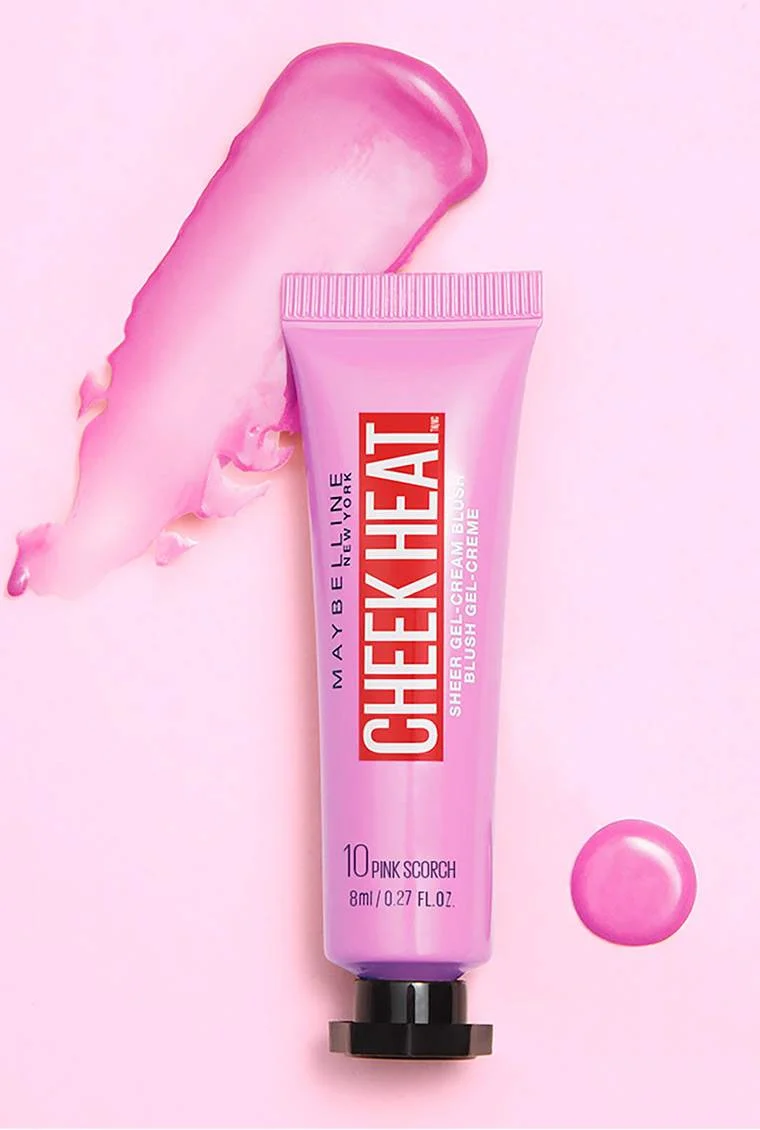 MAYBELLINE
NEW YORK
CHEEK HEAT
SHEER GEL-CREAM BLUSH
BLUSH GEL-CREME
10 PINK SCORCH
8ml / 0.27 FL.OZ.